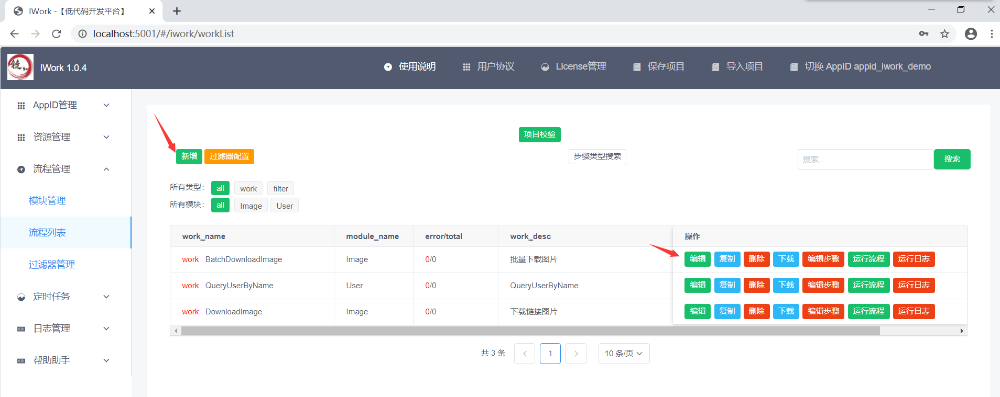 IWork -【低代码开发平台】
localhost:5001/#/iwork/workList
链知
IWork 1.0.4
使用说明
用户协议
License管理
保存项目
导入项目
切换 AppID appid_iwork_demo
AppID管理
资源管理
流程管理
模块管理
流程列表
过滤器管理
定时任务
日志管理
帮助助手
项目校验
新增 过滤器配置
步骤类型搜索
搜索... 搜索
所有类型： all work filter
所有模块： all Image User
work_name module_name error/total work_desc 操作
work BatchDownloadImage Image 0/0 批量下载图片 编辑 复制 删除 下载 编辑步骤 运行流程 运行日志
work QueryUserByName User 0/0 QueryUserByName 编辑 复制 删除 下载 编辑步骤 运行流程 运行日志
work DownloadImage Image 0/0 下载链接图片 编辑 复制 删除 下载 编辑步骤 运行流程 运行日志
共 3 条 1 10 条/页